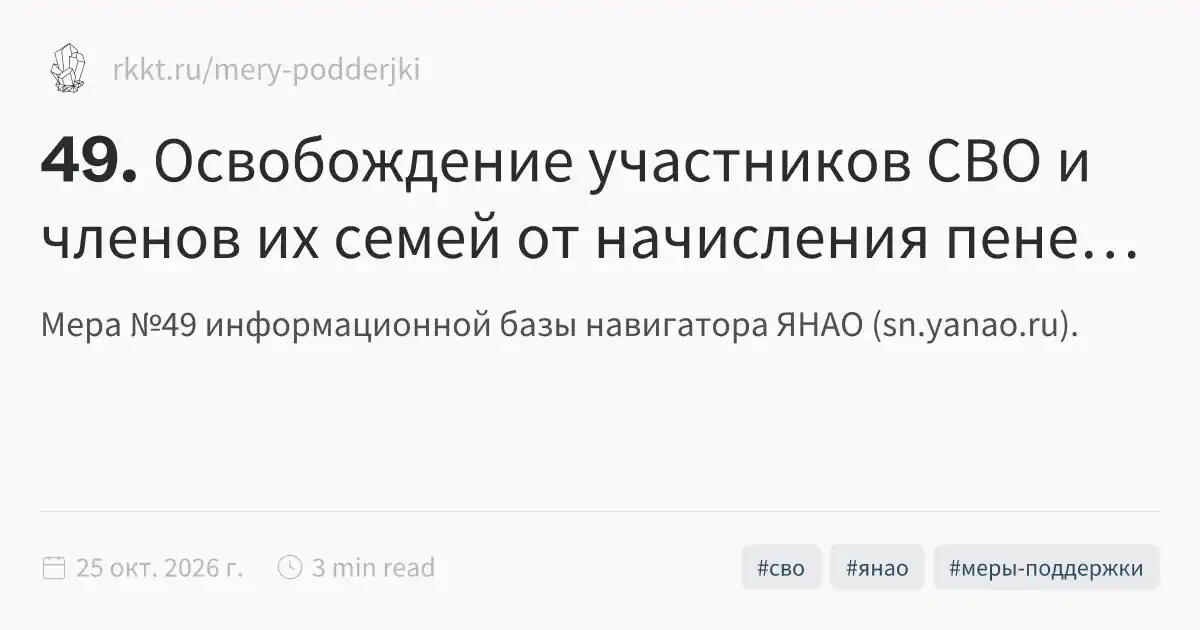 rkkt.ru/mery-podderjki
49. Освобождение участников СВО и
членов их семей от начисления пене…
Мера №49 информационной базы навигатора ЯНАО (sn.yanao.ru).
25 окт. 2026 г. 3 min read #сво #янао #меры-поддержки